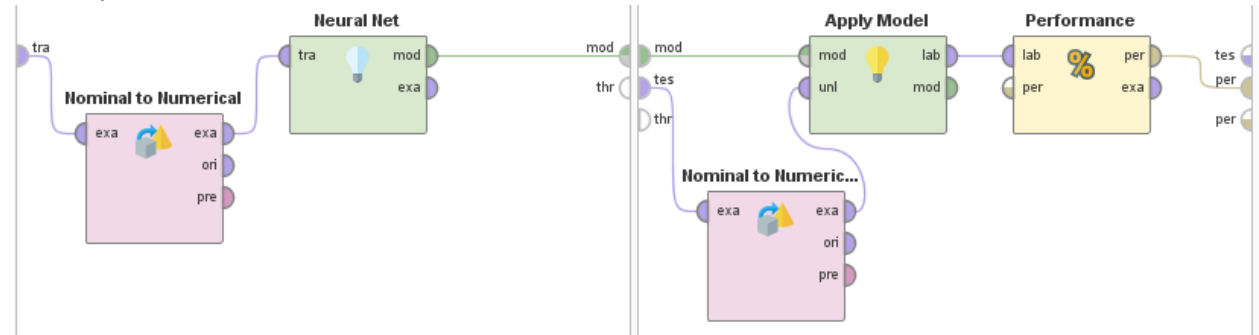 Neural Net
tra
tra
mod
exa
mod
thr
Nominal to Numerical
exa
exa
ori
pre
Apply Model
Performance
mod
tes
thr
mod
lab
unl
mod
lab
per
per
exa
tes
per
per
Nominal to Numeric...
exa
exa
ori
pre